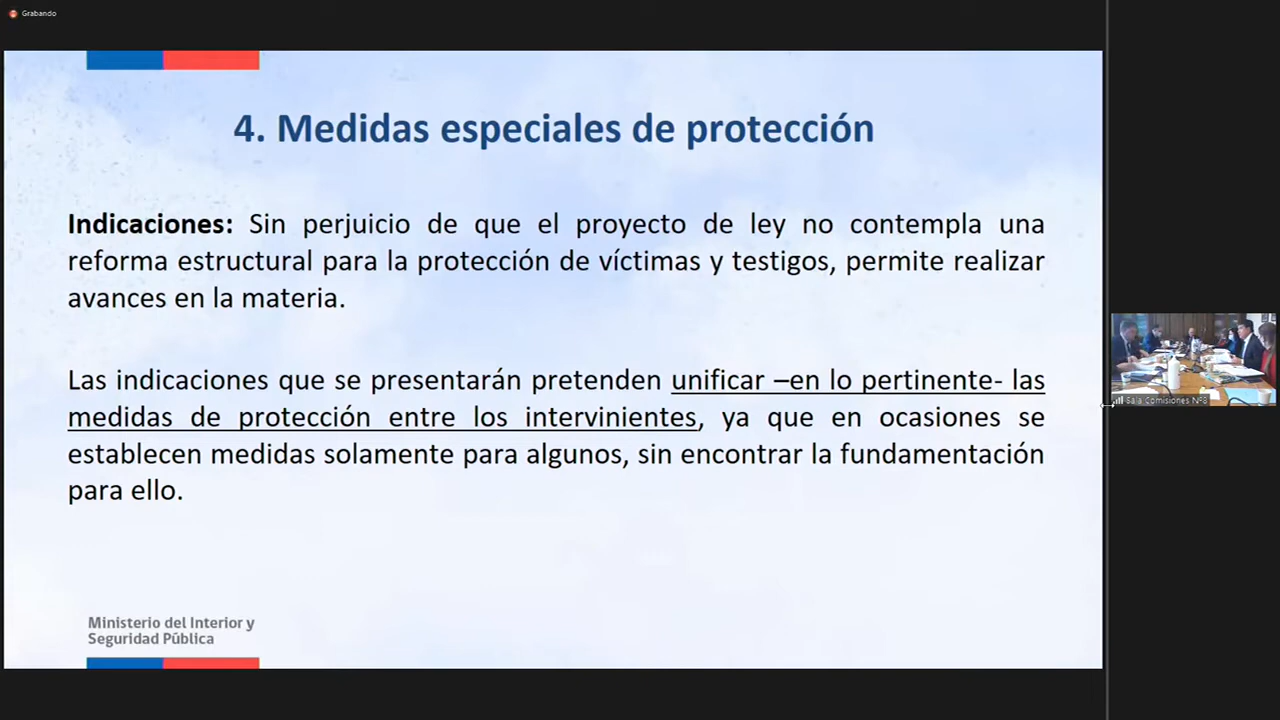 Grabando
4. Medidas especiales de protección
Indicaciones: Sin perjuicio de que el proyecto de ley no contempla una
reforma estructural para la protección de víctimas y testigos, permite realizar
avances en la materia.
Las indicaciones que se presentarán pretenden unificar –en lo pertinente- las
medidas de protección entre los intervinientes, ya que en ocasiones se
establecen medidas solamente para algunos, sin encontrar la fundamentación
para ello.
Sala Comisiones N°8
Ministerio del Interior y
Seguridad Pública